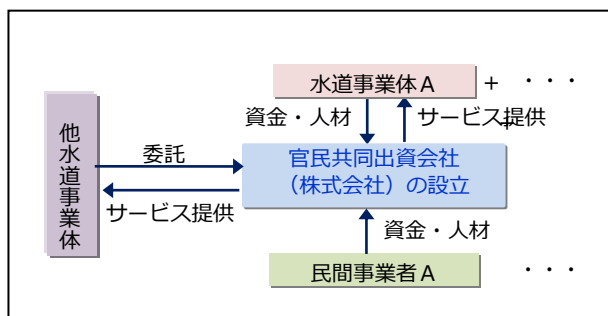 水道事業体A
+
・・・
資金・人材
サービス提供
+
他水道事業体
委託
官民共同出資会社
（株式会社）の設立
サービス提供
資金・人材
民間事業者A
・・・